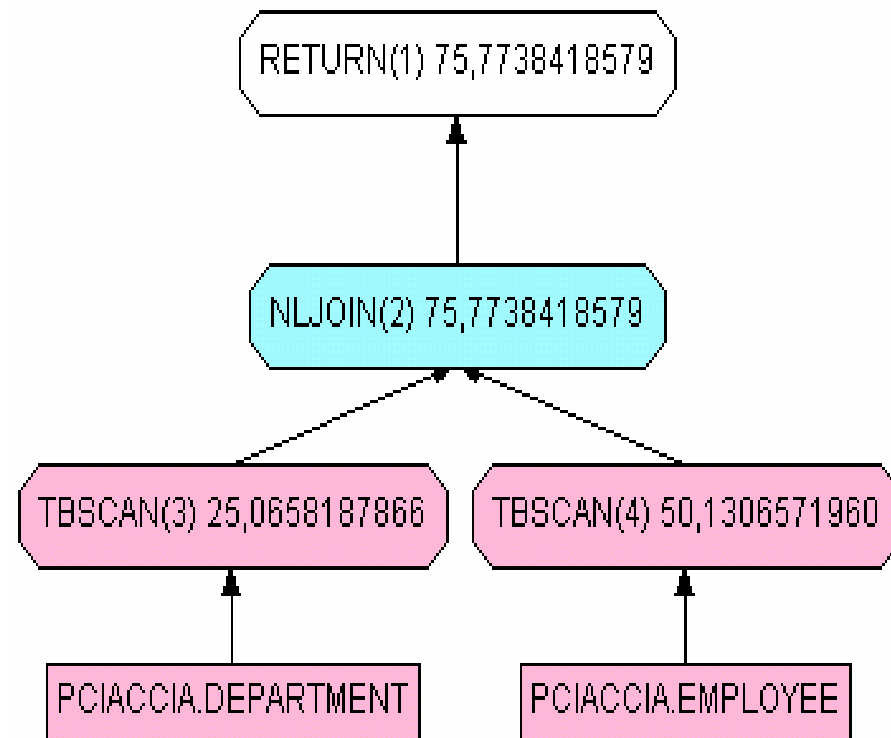 RETURN(1) 75,7738418579
NLJOIN(2) 75,7738418579
TBSCAN(3) 25,0658187866
TBSCAN(4) 50,1306571960
PCIACCIA.DEPARTMENT
PCIACCIA.EMPLOYEE